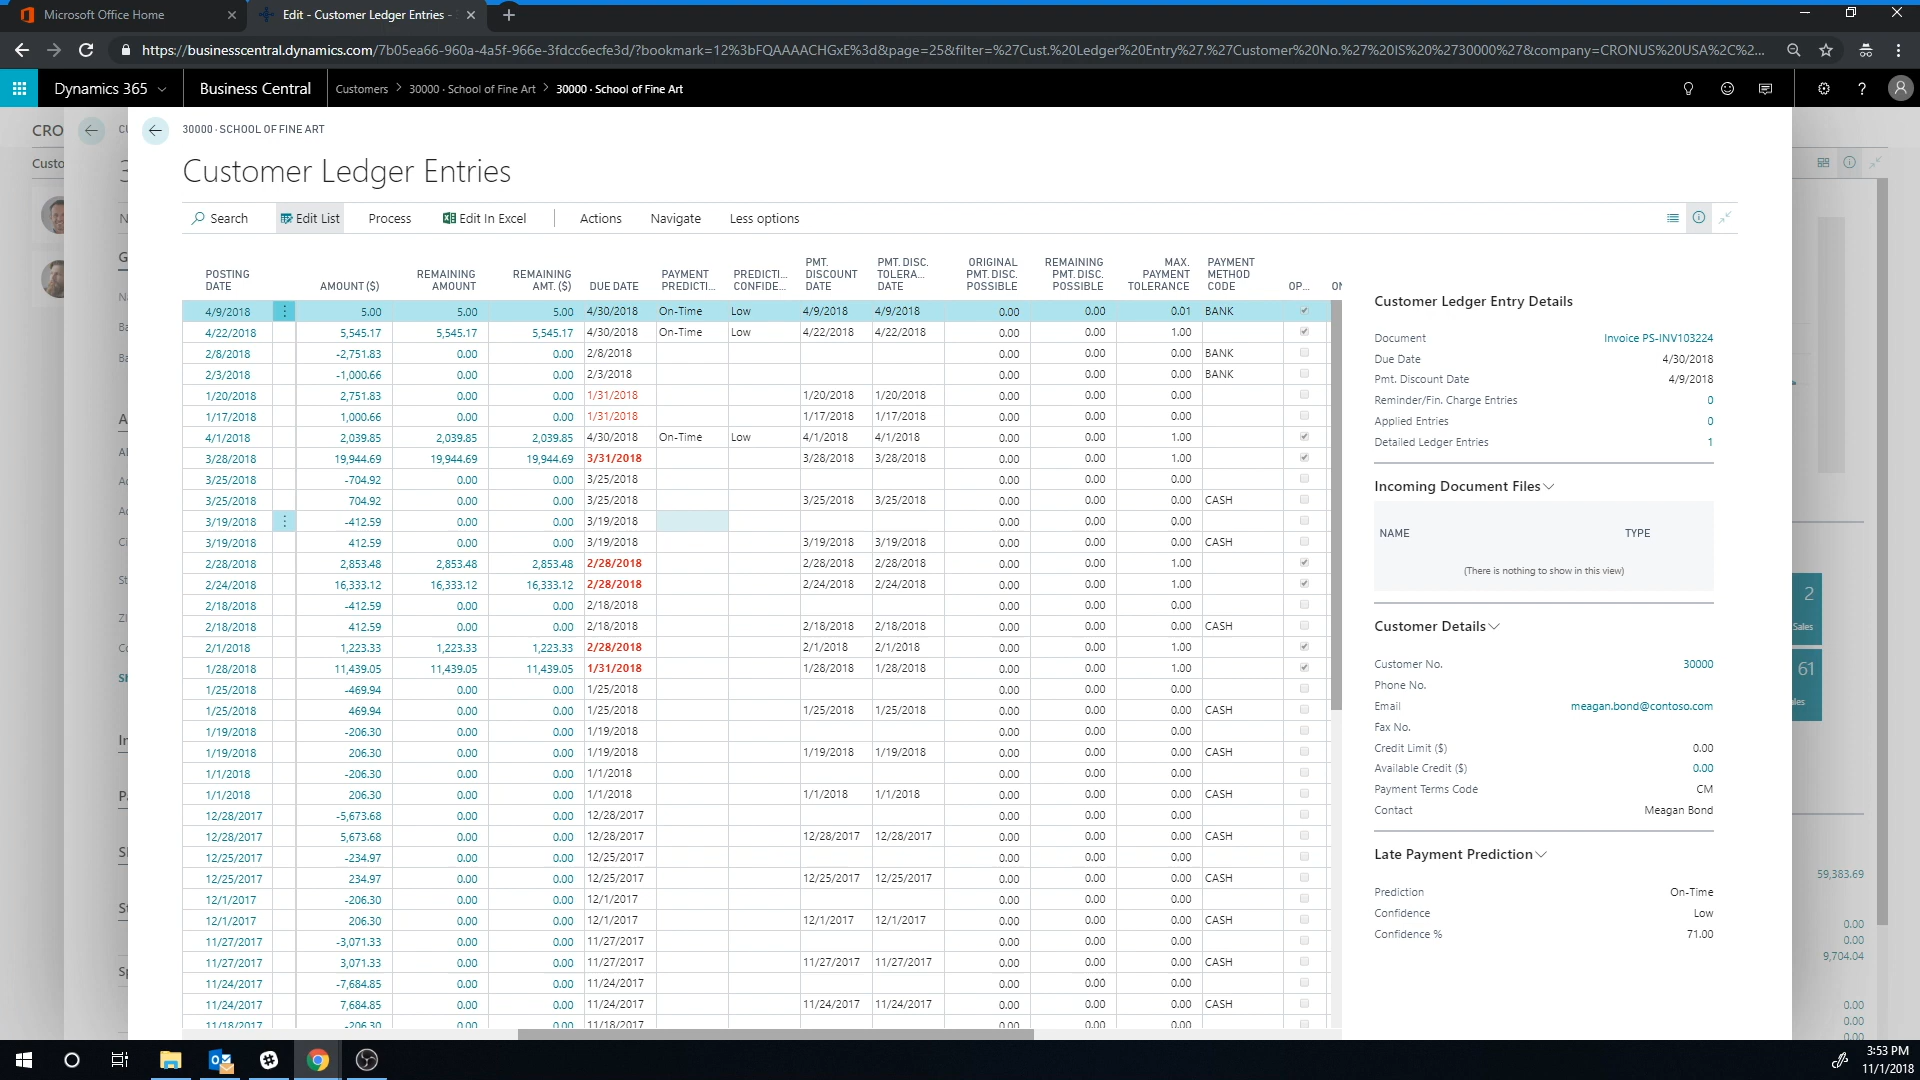 Microsoft Office Home
Edit - Customer Ledger Entries -
https://businesscentral.dynamics.com/7b05ea66-960a-4a5f-966e-3fdcc6ecfe3d/?bookmark=12%3bFQAAAACHGxE%3d&page=25&filter=%27Cust.%20Ledger%20Entry%27.%27Customer%20No.%27%20IS%20%2730000%27&company=CRONUS%20USA%2C%2...
Dynamics 365 Business Central Customers > 30000 · School of Fine Art > 30000 · School of Fine Art ?
CRO
Custo
30000 · SCHOOL OF FINE ART
Customer Ledger Entries
Search Edit List Process Edit In Excel Actions Navigate Less options
POSTING DATE AMOUNT ($) REMAINING AMOUNT REMAINING AMT. ($) DUE DATE PAYMENT PREDICTI... PREDICTI... CONFIDE... PMT. DISCOUNT DATE PMT. DISC. TOLERA... DATE ORIGINAL PMT. DISC. POSSIBLE REMAINING PMT. DISC. POSSIBLE MAX. PAYMENT TOLERANCE PAYMENT METHOD CODE OP...
4/9/2018 5.00 5.00 5.00 4/30/2018 On-Time Low 4/9/2018 4/9/2018 0.00 0.00 0.01 BANK
4/22/2018 5,545.17 5,545.17 5,545.17 4/30/2018 On-Time Low 4/22/2018 4/22/2018 0.00 0.00 1.00
2/8/2018 -2,751.83 0.00 0.00 2/8/2018 0.00 0.00 0.00 BANK
2/3/2018 -1,000.66 0.00 0.00 2/3/2018 0.00 0.00 0.00 BANK
1/20/2018 2,751.83 0.00 0.00 1/31/2018 1/20/2018 1/20/2018 0.00 0.00 0.00
1/17/2018 1,000.66 0.00 0.00 1/31/2018 1/17/2018 1/17/2018 0.00 0.00 0.00
4/1/2018 2,039.85 2,039.85 2,039.85 4/30/2018 On-Time Low 4/1/2018 4/1/2018 0.00 0.00 1.00
3/28/2018 19,944.69 19,944.69 19,944.69 3/31/2018 3/28/2018 3/28/2018 0.00 0.00 1.00
3/25/2018 -704.92 0.00 0.00 3/25/2018 0.00 0.00 0.00
3/25/2018 704.92 0.00 0.00 3/25/2018 3/25/2018 3/25/2018 0.00 0.00 0.00 CASH
3/19/2018 -412.59 0.00 0.00 3/19/2018 0.00 0.00 0.00
3/19/2018 412.59 0.00 0.00 3/19/2018 3/19/2018 3/19/2018 0.00 0.00 0.00 CASH
2/28/2018 2,853.48 2,853.48 2,853.48 2/28/2018 2/28/2018 2/28/2018 0.00 0.00 1.00
2/24/2018 16,333.12 16,333.12 16,333.12 2/28/2018 2/24/2018 2/24/2018 0.00 0.00 1.00
2/18/2018 -412.59 0.00 0.00 2/18/2018 0.00 0.00 0.00
2/18/2018 412.59 0.00 0.00 2/18/2018 2/18/2018 2/18/2018 0.00 0.00 0.00 CASH
2/1/2018 1,223.33 1,223.33 1,223.33 2/28/2018 2/1/2018 2/1/2018 0.00 0.00 1.00
1/28/2018 11,439.05 11,439.05 11,439.05 1/31/2018 1/28/2018 1/28/2018 0.00 0.00 1.00
1/25/2018 -469.94 0.00 0.00 1/25/2018 0.00 0.00 0.00
1/25/2018 469.94 0.00 0.00 1/25/2018 1/25/2018 1/25/2018 0.00 0.00 0.00 CASH
1/19/2018 -206.30 0.00 0.00 1/19/2018 0.00 0.00 0.00
1/19/2018 206.30 0.00 0.00 1/19/2018 1/19/2018 1/19/2018 0.00 0.00 0.00 CASH
1/1/2018 -206.30 0.00 0.00 1/1/2018 0.00 0.00 0.00
1/1/2018 206.30 0.00 0.00 1/1/2018 1/1/2018 1/1/2018 0.00 0.00 0.00 CASH
12/28/2017 -5,673.68 0.00 0.00 12/28/2017 0.00 0.00 0.00
12/28/2017 5,673.68 0.00 0.00 12/28/2017 12/28/2017 12/28/2017 0.00 0.00 0.00 CASH
12/25/2017 -234.97 0.00 0.00 12/25/2017 0.00 0.00 0.00
12/25/2017 234.97 0.00 0.00 12/25/2017 12/25/2017 12/25/2017 0.00 0.00 0.00 CASH
12/1/2017 -206.30 0.00 0.00 12/1/2017 0.00 0.00 0.00
12/1/2017 206.30 0.00 0.00 12/1/2017 12/1/2017 12/1/2017 0.00 0.00 0.00 CASH
11/27/2017 -3,071.33 0.00 0.00 11/27/2017 0.00 0.00 0.00
11/27/2017 3,071.33 0.00 0.00 11/27/2017 11/27/2017 11/27/2017 0.00 0.00 0.00 CASH
11/24/2017 -7,684.85 0.00 0.00 11/24/2017 0.00 0.00 0.00
11/24/2017 7,684.85 0.00 0.00 11/24/2017 11/24/2017 11/24/2017 0.00 0.00 0.00 CASH
11/18/2017 -206.30 0.00 0.00 11/18/2017 0.00 0.00 0.00
Customer Ledger Entry Details
Document Invoice PS-INV103224
Due Date 4/30/2018
Pmt. Discount Date 4/9/2018
Reminder/Fin. Charge Entries 0
Applied Entries 0
Detailed Ledger Entries 1
Incoming Document Files
NAME TYPE
(There is nothing to show in this view)
Customer Details
Customer No. 30000
Phone No.
Email meagan.bond@contoso.com
Fax No.
Credit Limit ($) 0.00
Available Credit ($) 0.00
Payment Terms Code CM
Contact Meagan Bond
Late Payment Prediction
Prediction On-Time
Confidence Low
Confidence % 71.00
2
Sales
61
59,383.69
0.00
0.00
9,704.04
0.00
0.00
0.00
3:53 PM
11/1/2018